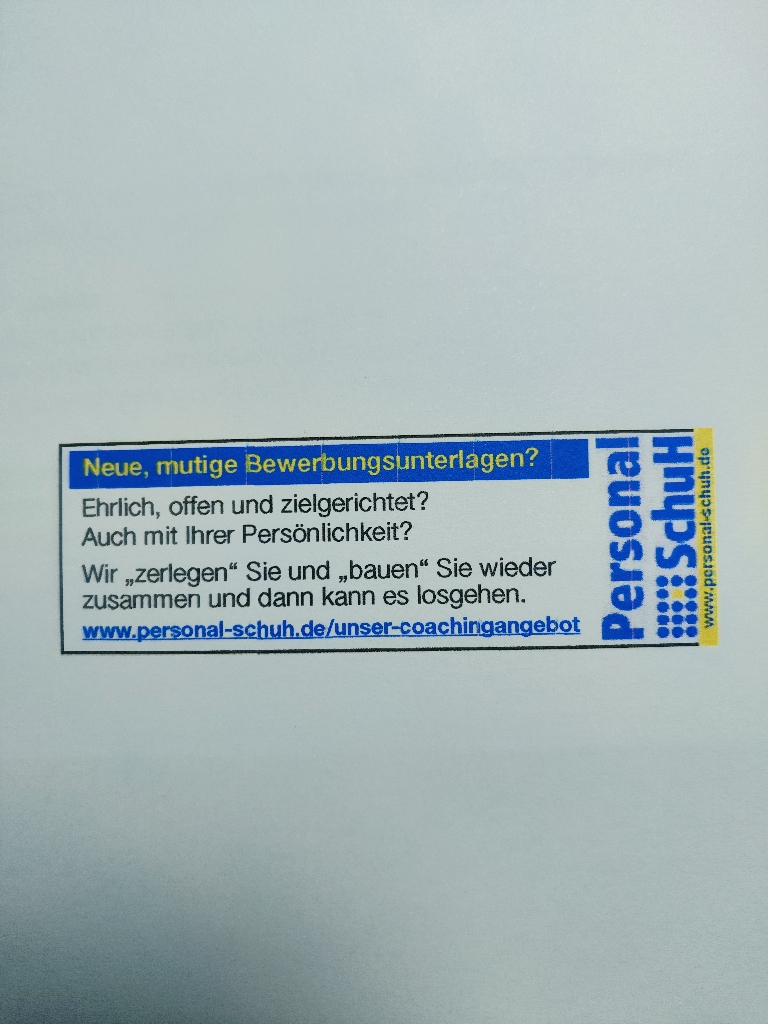 Neue, mutige Bewerbungsunterlagen?
Ehrlich, offen und zielgerichtet?
Auch mit Ihrer Persönlichkeit?
Wir „zerlegen“ Sie und „bauen“ Sie wieder
zusammen und dann kann es losgehen.
www.personal-schuh.de/unser-coachingangebot
Personal
SchuH
www.personal-schuh.de